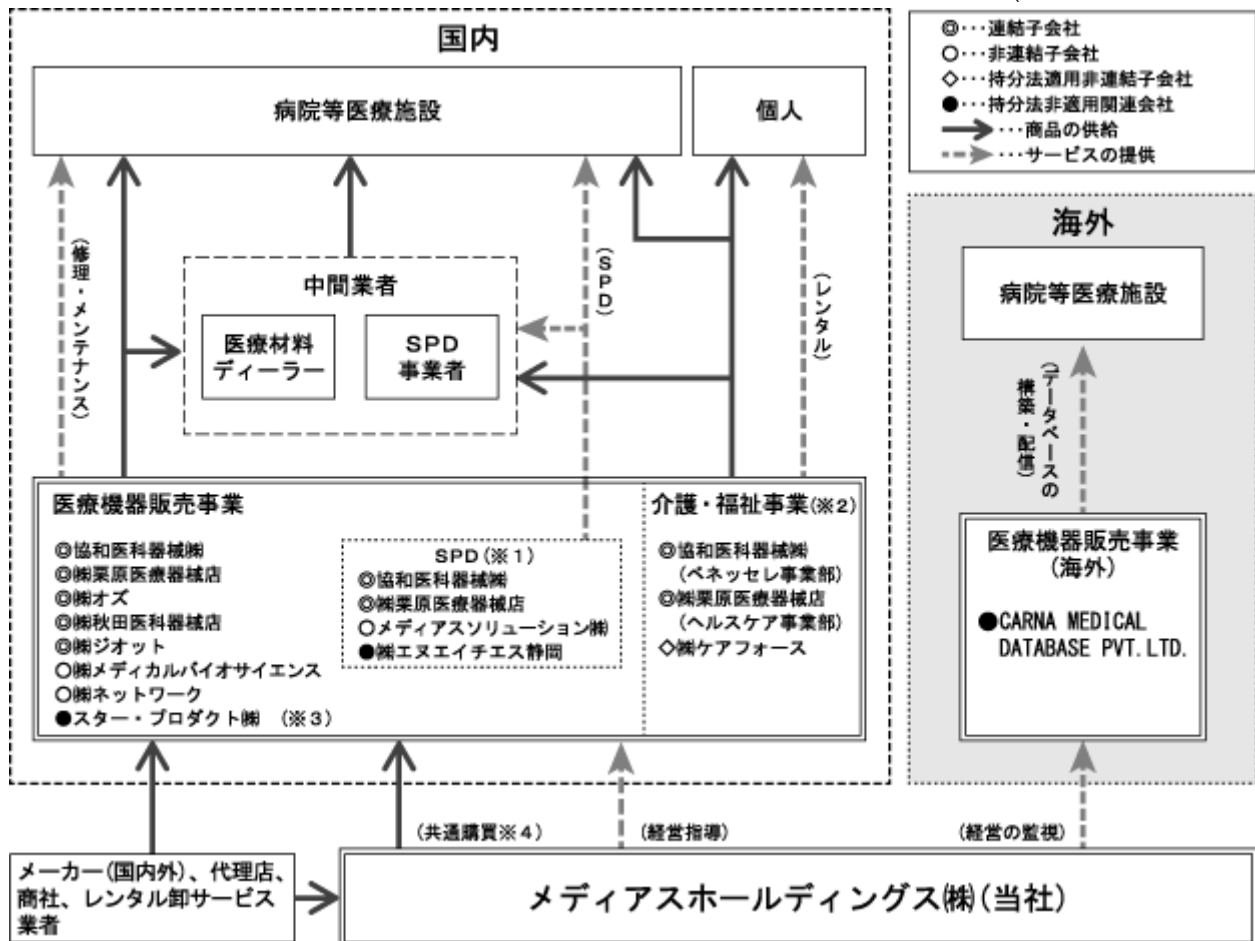 国内
病院等医療施設
個人
◎･･･連結子会社
○･･･非連結子会社
◇･･･持分法適用非連結子会社
●･･･持分法非適用関連会社
･･･商品の供給
･･･サービスの提供
(修理・メンテナンス)
中間業者
医療材料
ディーラー
SPD
事業者
(SPD)
(レンタル)
海外
病院等医療施設
(データベースの
構築・配信)
医療機器販売事業
◎協和医科器械㈱
◎㈱栗原医療器械店
◎㈱オズ
◎㈱秋田医科器械店
◎㈱ジオット
○㈱メディカルバイオサイエンス
○㈱ネットワーク
●スター・プロダクト㈱ (※3)
SPD(※1)
◎協和医科器械㈱
◎㈱栗原医療器械店
○メディアスソリューション㈱
●㈱エヌエイチエス静岡
介護・福祉事業(※2)
◎協和医科器械㈱
(ベネッセレ事業部)
◎㈱栗原医療器械店
(ヘルスケア事業部)
◇㈱ケアフォース
医療機器販売事業
(海外)
●CARNA MEDICAL
DATABASE PVT.LTD.
(共通購買※4)
(経営指導)
(経営の監視)
メーカー(国内外)、代理店、
商社、レンタル卸サービス
業者
メディアスホールディングス㈱(当社)